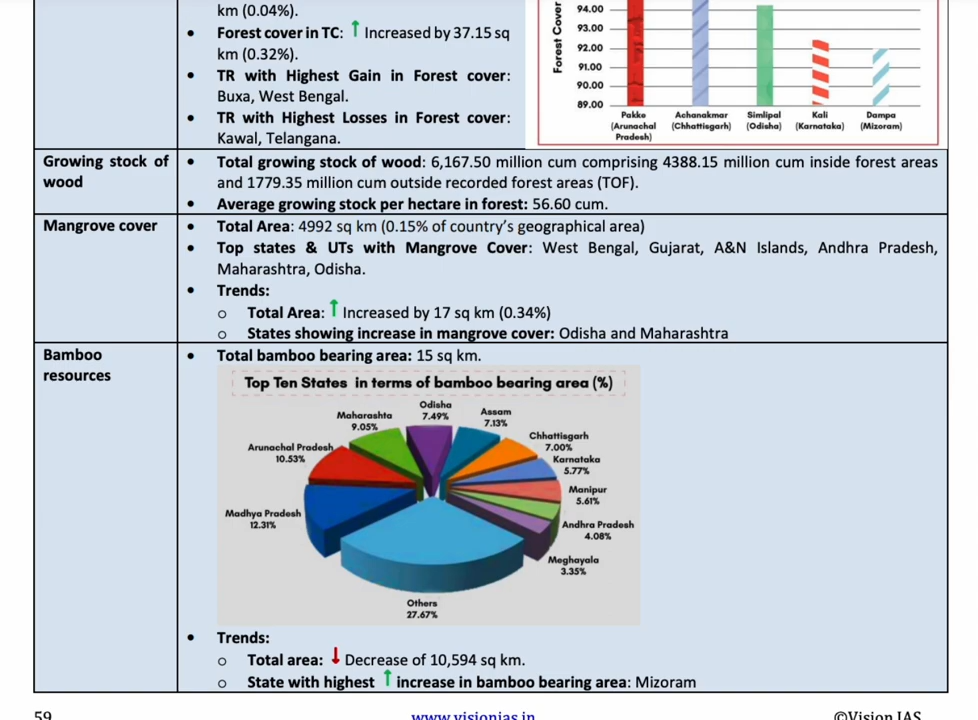 km (0.04%).
• Forest cover in TC: ↑ Increased by 37.15 sq
km (0.32%).
• TR with Highest Gain in Forest cover:
Buxa, West Bengal.
• TR with Highest Losses in Forest cover:
Kawal, Telangana.
Forest Cover
94.00
93.00
92.00
91.00
90.00
89.00
Pakke
(Arunachal
Pradesh)
Achanakmar
(Chhattisgarh)
Simlipal
(Odisha)
Kali
(Karnataka)
Dampa
(Mizoram)
Growing stock of
wood
• Total growing stock of wood: 6,167.50 million cum comprising 4388.15 million cum inside forest areas
and 1779.35 million cum outside recorded forest areas (TOF).
• Average growing stock per hectare in forest: 56.60 cum.
Mangrove cover
• Total Area: 4992 sq km (0.15% of country's geographical area)
• Top states & UTs with Mangrove Cover: West Bengal, Gujarat, A&N Islands, Andhra Pradesh,
Maharashtra, Odisha.
• Trends:
o Total Area: ↑ Increased by 17 sq km (0.34%)
o States showing increase in mangrove cover: Odisha and Maharashtra
Bamboo
resources
• Total bamboo bearing area: 15 sq km.
Top Ten States in terms of bamboo bearing area (%)
Odisha
7.49%
Assam
7.13%
Maharashta
9.05%
Chhattisgarh
7.00%
Arunachal Pradesh
10.53%
Karnataka
5.77%
Manipur
5.61%
Madhya Pradesh
12.31%
Andhra Pradesh
4.08%
Meghayala
3.35%
Others
27.67%
• Trends:
o Total area: ↓ Decrease of 10,594 sq km.
o State with highest ↑ increase in bamboo bearing area: Mizoram
59
www.visionias.in
©Vision IAS